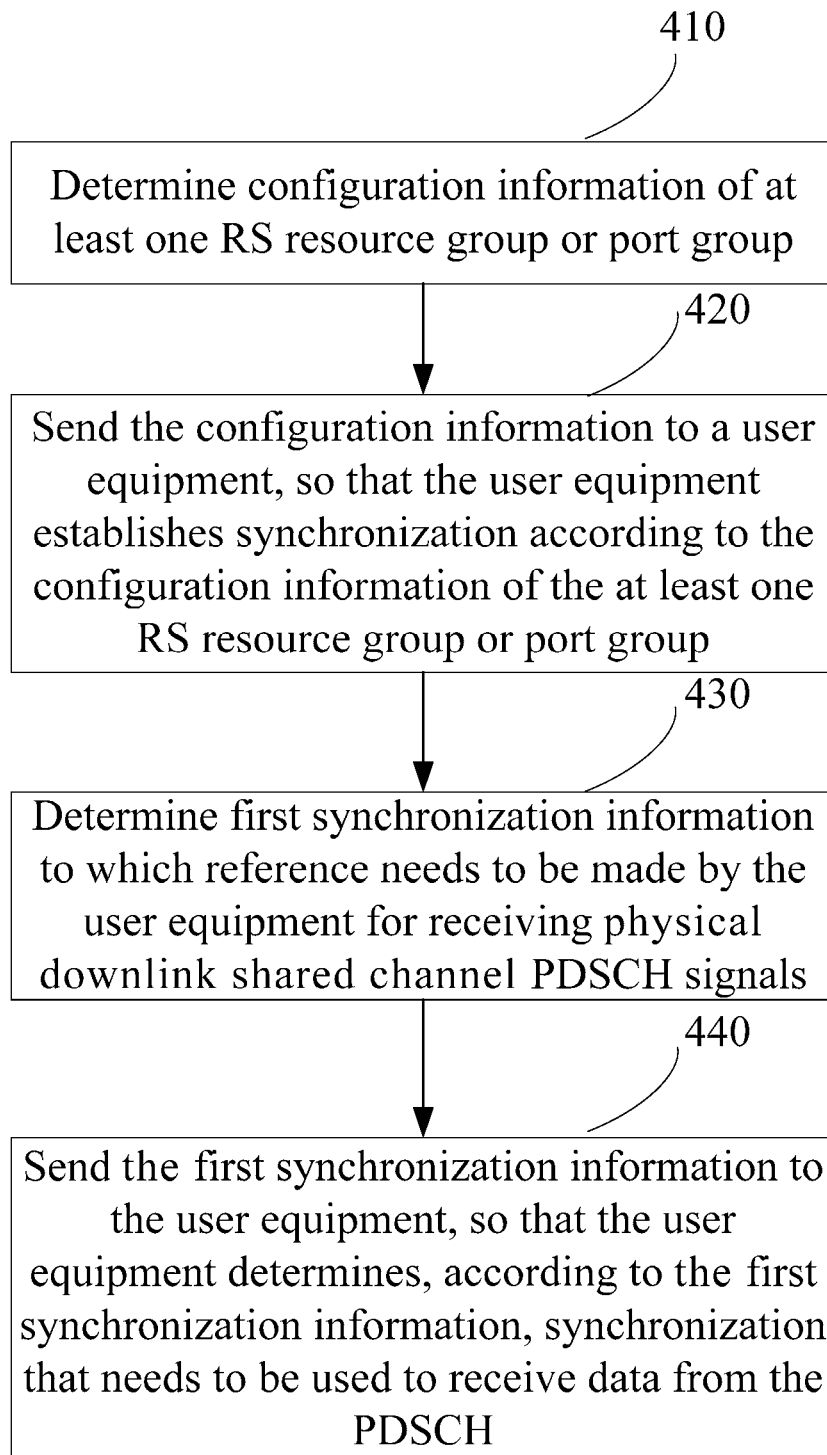 410
Determine configuration information of at
least one RS resource group or port group
420
Send the configuration information to a user
equipment, so that the user equipment
establishes synchronization according to the
configuration information of the at least one
RS resource group or port group
430
Determine first synchronization information
to which reference needs to be made by the
user equipment for receiving physical
downlink shared channel PDSCH signals
440
Send the first synchronization information to
the user equipment, so that the user
equipment determines, according to the first
synchronization information, synchronization
that needs to be used to receive data from the
PDSCH